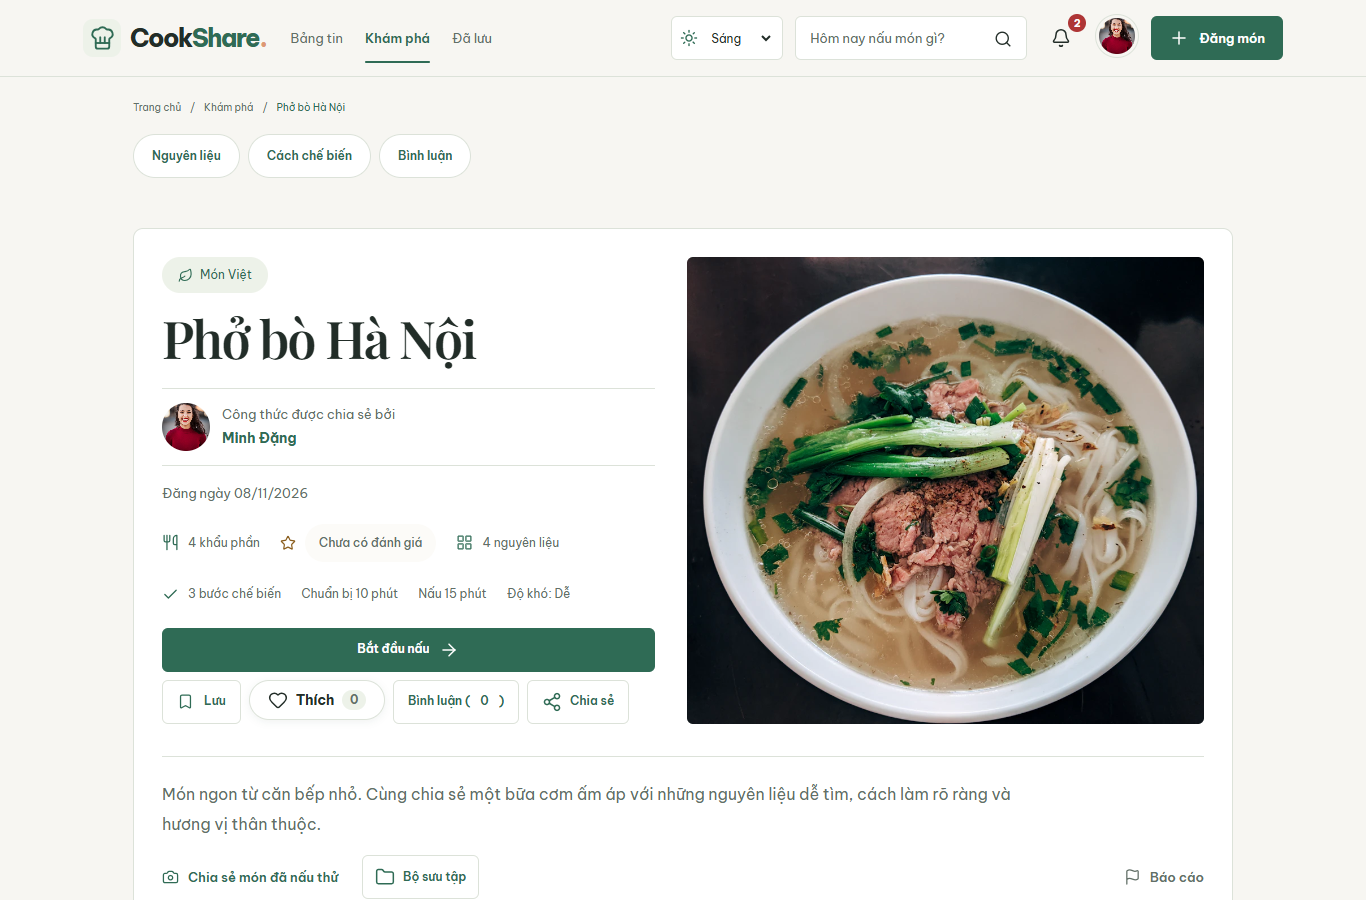 CookShare.
Bảng tin
Khám phá
Đã lưu
Sáng
Hôm nay nấu món gì?
2
Đăng món
Trang chủ / Khám phá / Phở bò Hà Nội
Nguyên liệu
Cách chế biến
Bình luận
Món Việt
Phở bò Hà Nội
Công thức được chia sẻ bởi
Minh Đặng
Đăng ngày 08/11/2026
4 khẩu phần
Chưa có đánh giá
4 nguyên liệu
3 bước chế biến
Chuẩn bị 10 phút
Nấu 15 phút
Độ khó: Dễ
Bắt đầu nấu
Lưu
Thích 0
Bình luận ( 0 )
Chia sẻ
Món ngon từ căn bếp nhỏ. Cùng chia sẻ một bữa cơm ấm áp với những nguyên liệu dễ tìm, cách làm rõ ràng và
hương vị thân thuộc.
Chia sẻ món đã nấu thử
Bộ sưu tập
Báo cáo